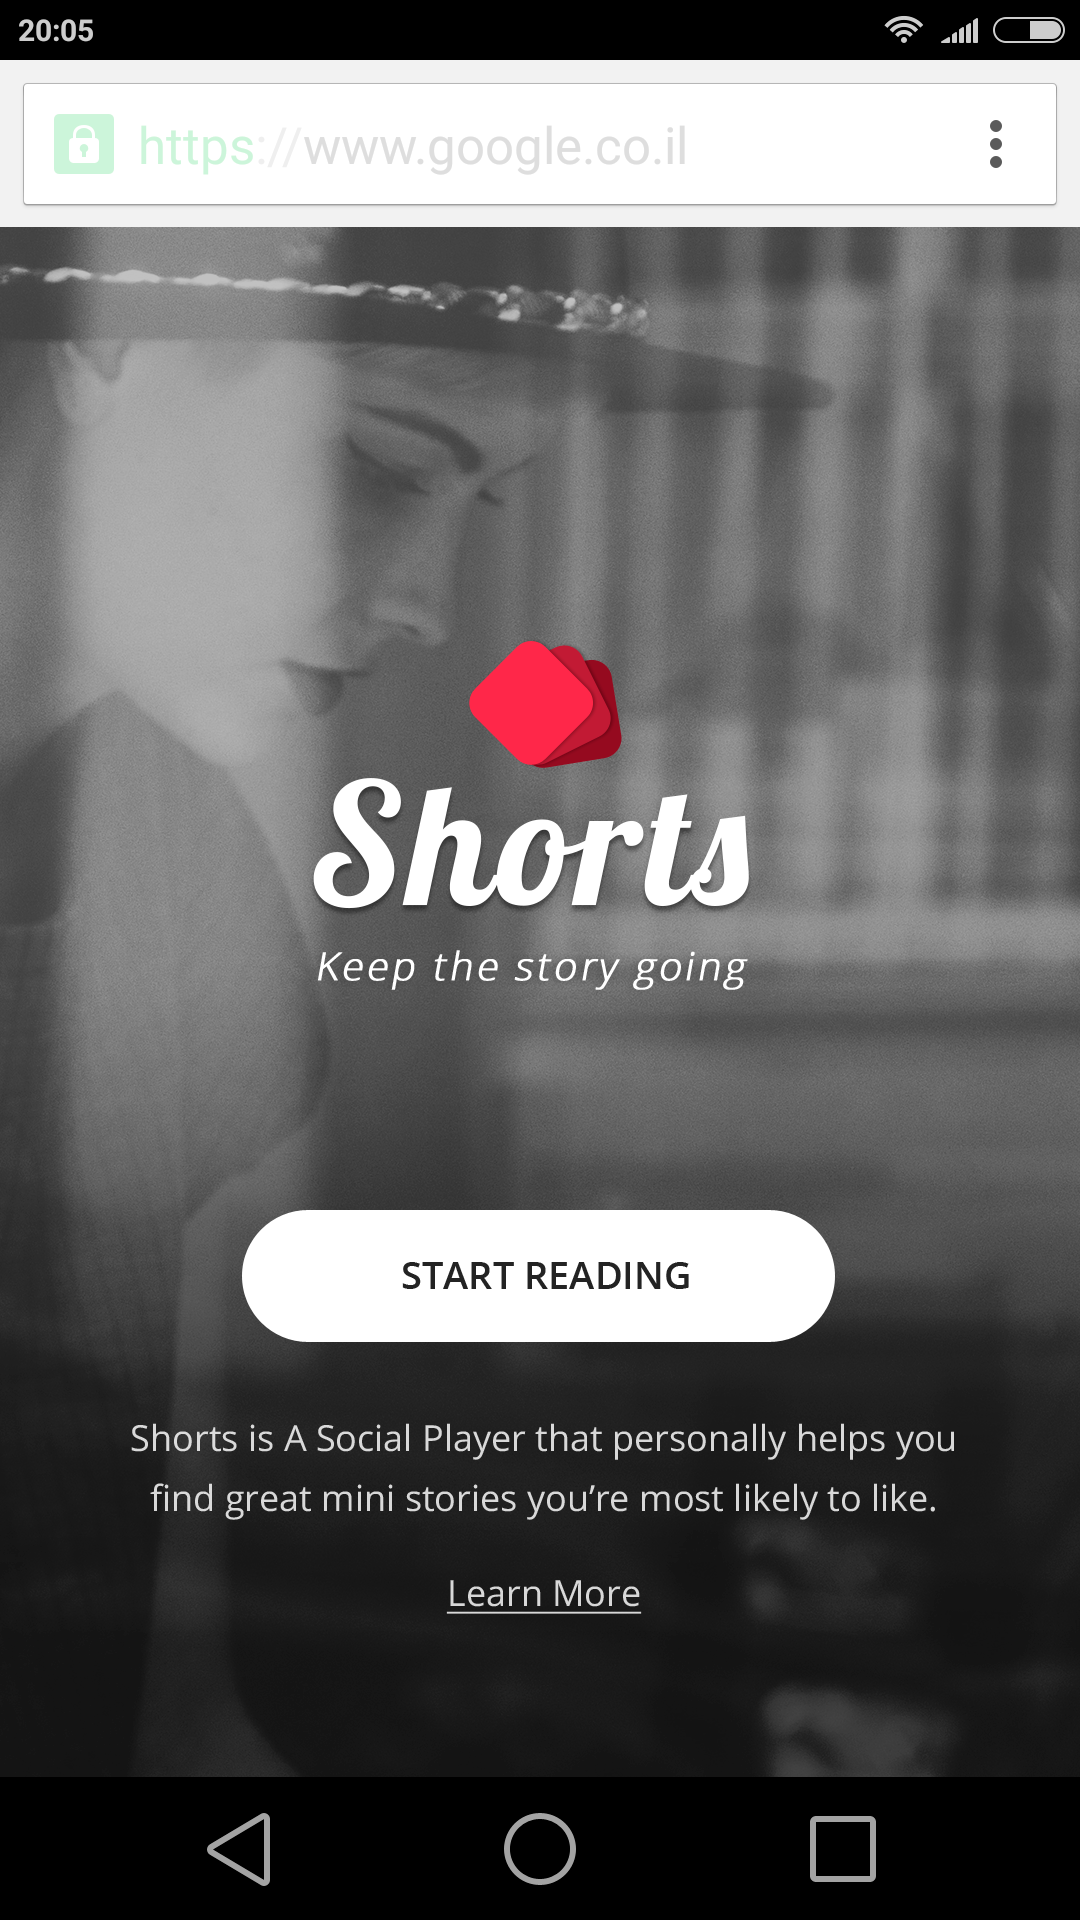 20:05
https://www.google.co.il
Shorts
Keep the story going
START READING
Shorts is A Social Player that personally helps you
find great mini stories you’re most likely to like.
Learn More